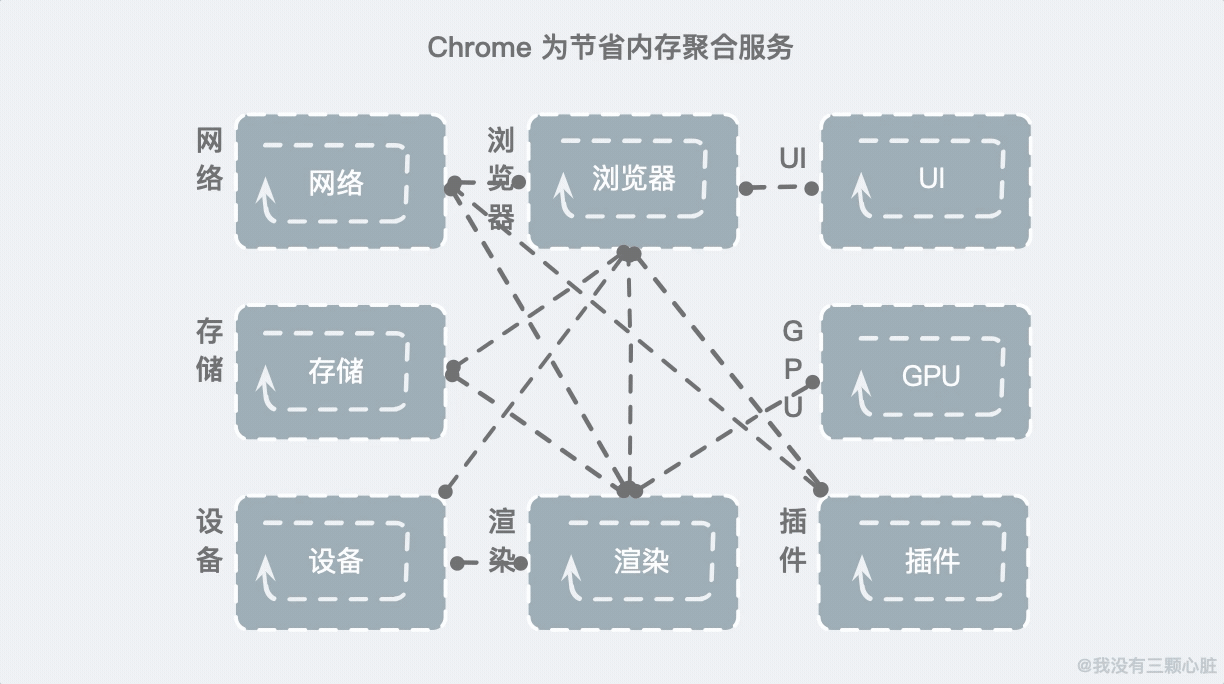 Chrome 为节省内存聚合服务
网络
网络
浏览器
浏览器
UI
UI
存储
存储
GPU
GPU
设备
设备
渲染
渲染
插件
插件
@我没有三颗心脏